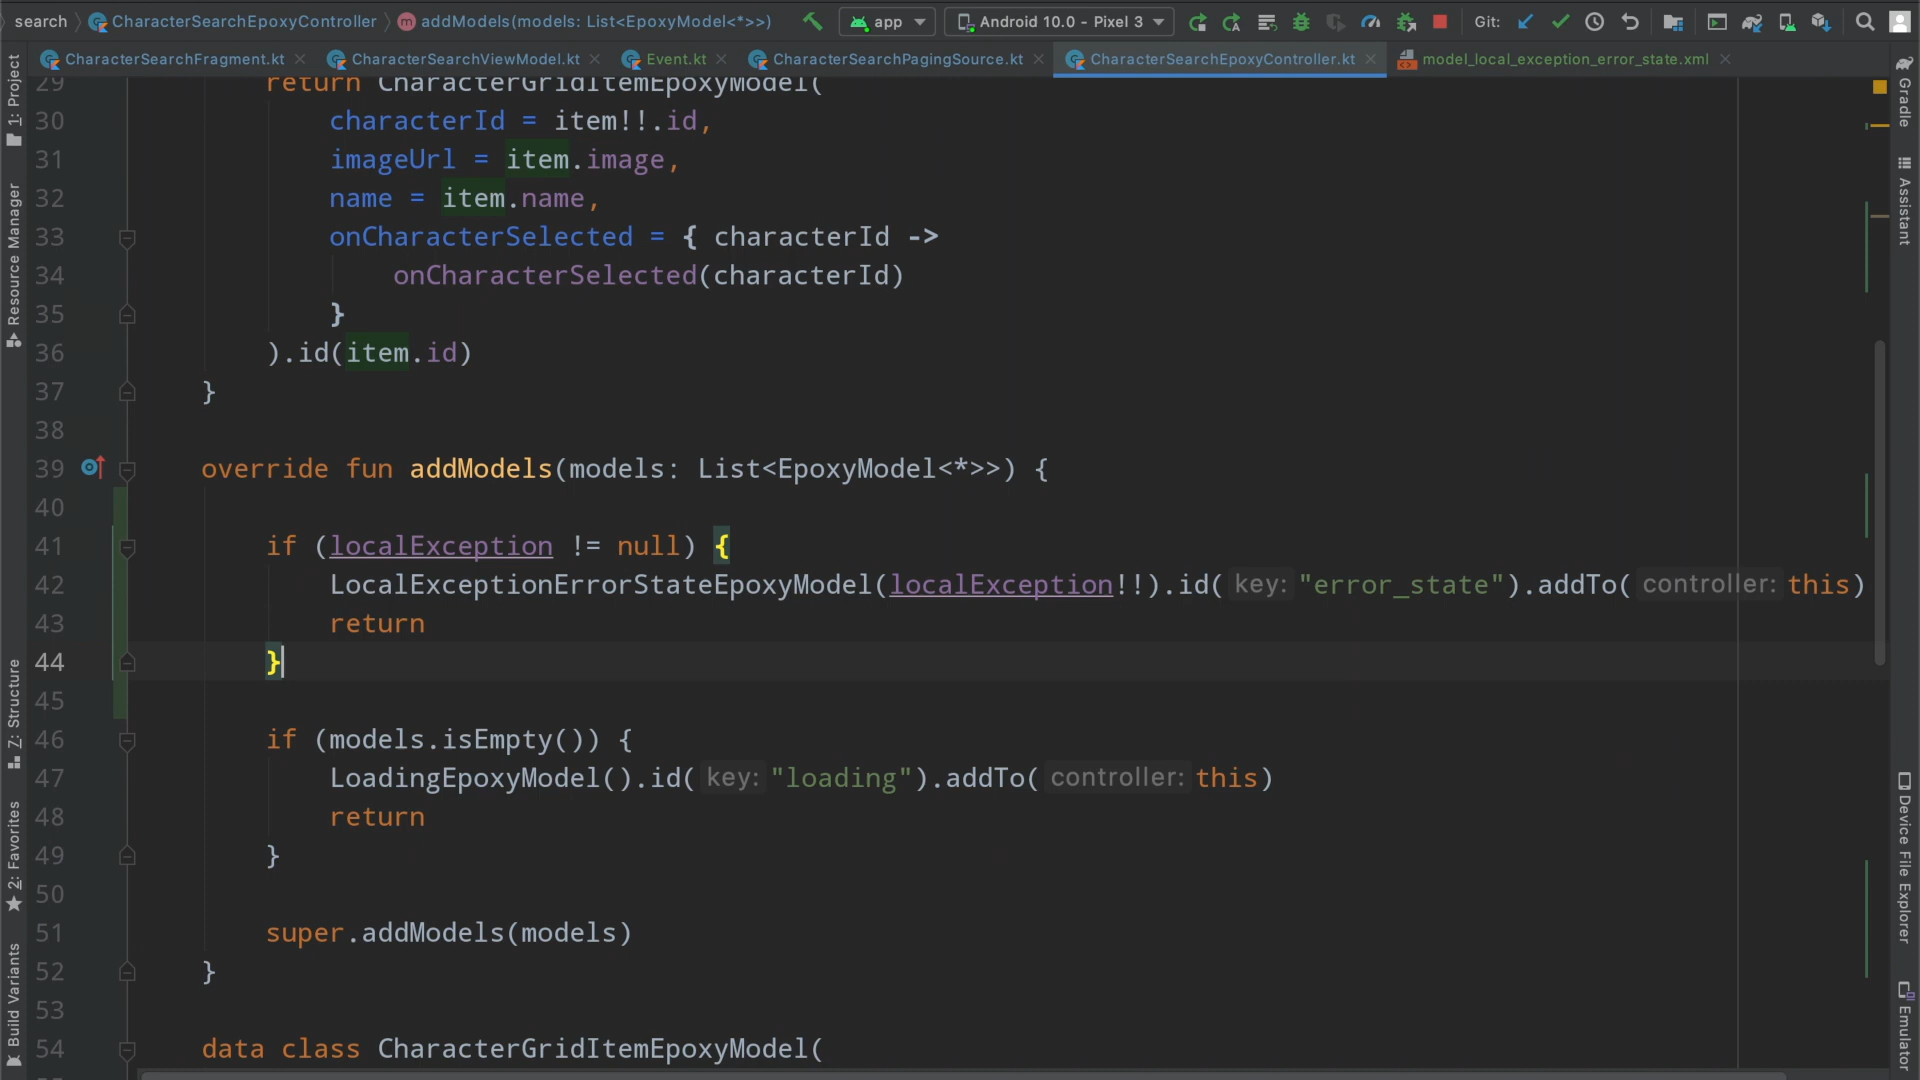 search CharacterSearchEpoxyController addModels(models: List<EpoxyModel<*>>) app Android 10.0 - Pixel 3 Git:
CharacterSearchFragment.kt CharacterSearchViewModel.kt Event.kt CharacterSearchPagingSource.kt CharacterSearchEpoxyController.kt model_local_exception_error_state.xml
1: Project
Resource Manager
Z: Structure
2: Favorites
Build Variants
29 return CharacterGridItemEpoxyModel(
30 characterId = item!!.id,
31 imageUrl = item.image,
32 name = item.name,
33 onCharacterSelected = { characterId ->
34 onCharacterSelected(characterId)
35 }
36 ).id(item.id)
37 }
38
39 override fun addModels(models: List<EpoxyModel<*>>) {
40
41 if (localException != null) {
42 LocalExceptionErrorStateEpoxyModel(localException!!).id( key: "error_state").addTo( controller: this)
43 return
44 }
45
46 if (models.isEmpty()) {
47 LoadingEpoxyModel().id( key: "loading").addTo( controller: this)
48 return
49 }
50
51 super.addModels(models)
52 }
53
54 data class CharacterGridItemEpoxyModel(
Gradle
Assistant
Device File Explorer
Emulator